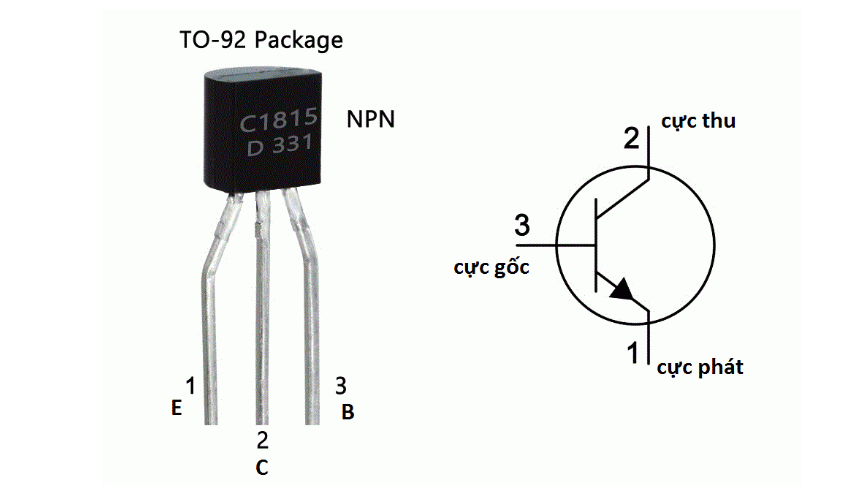 TO-92 Package
C1815
D 331
NPN
1
E
2
C
3
B
2
cực thu
3
cực gốc
1
cực phát